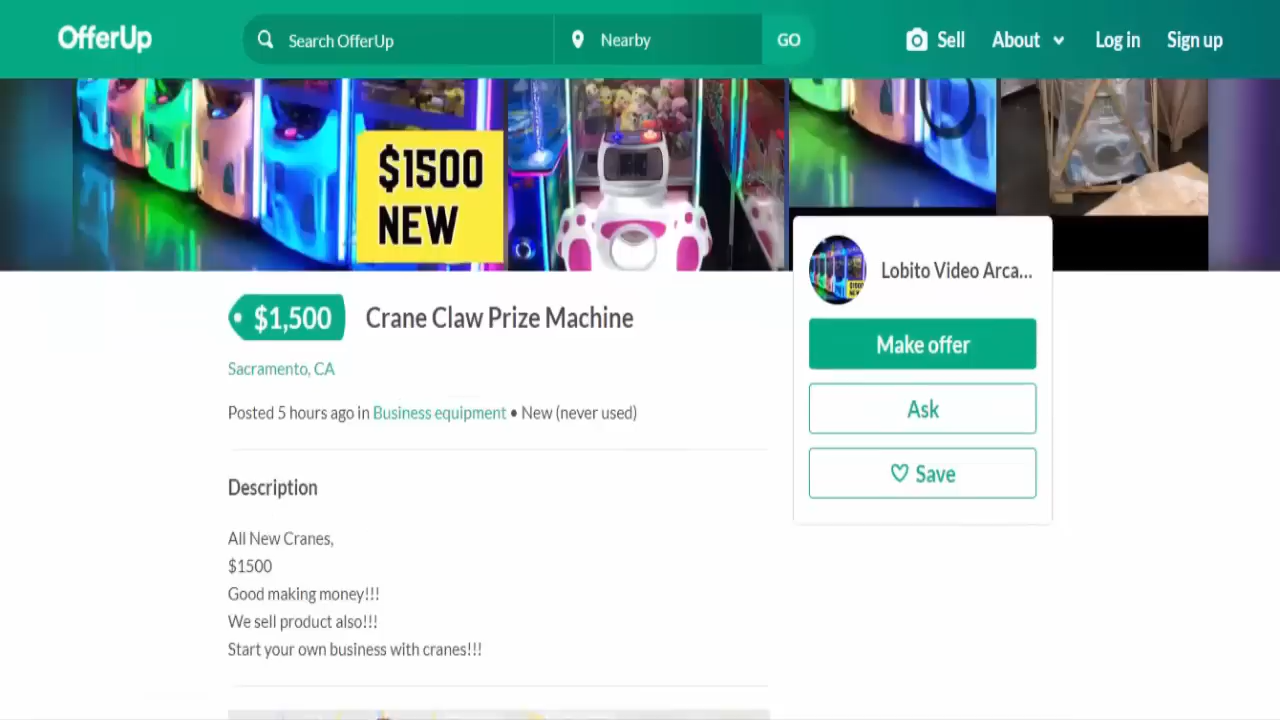 OfferUp
Search OfferUp
Nearby
GO
Sell
About
Log in
Sign up
$1500
NEW
Lobito Video Arca...
$1,500
Crane Claw Prize Machine
Make offer
Sacramento, CA
Ask
Posted 5 hours ago in Business equipment • New (never used)
Save
Description
All New Cranes,
$1500
Good making money!!!
We sell product also!!!
Start your own business with cranes!!!